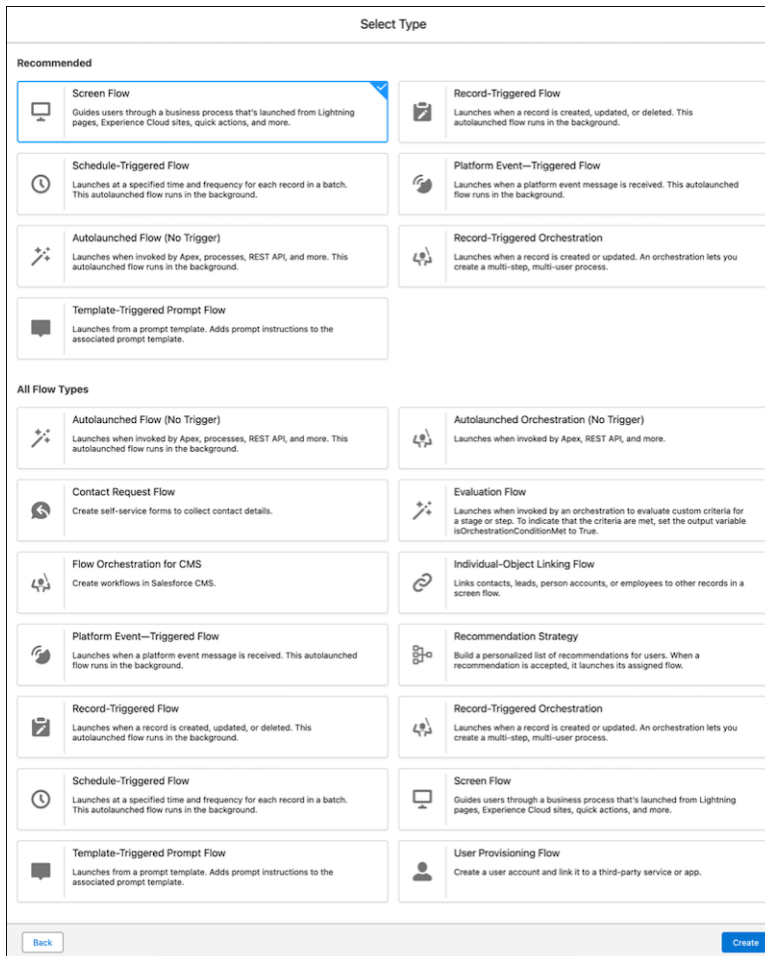 Select Type
Recommended
Screen Flow
Guides users through a business process that's launched from Lightning
pages, Experience Cloud sites, quick actions, and more.
Record-Triggered Flow
Launches when a record is created, updated, or deleted. This
autolaunched flow runs in the background.
Schedule-Triggered Flow
Launches at a specified time and frequency for each record in a batch.
This autolaunched flow runs in the background.
Platform Event—Triggered Flow
Launches when a platform event message is received. This autolaunched
flow runs in the background.
Autolaunched Flow (No Trigger)
Launches when invoked by Apex, processes, REST API, and more. This
autolaunched flow runs in the background.
Record-Triggered Orchestration
Launches when a record is created or updated. An orchestration lets you
create a multi-step, multi-user process.
Template-Triggered Prompt Flow
Launches from a prompt template. Adds prompt instructions to the
associated prompt template.
All Flow Types
Autolaunched Flow (No Trigger)
Launches when invoked by Apex, processes, REST API, and more. This
autolaunched flow runs in the background.
Autolaunched Orchestration (No Trigger)
Launches when invoked by Apex, REST API, and more.
Contact Request Flow
Create self-service forms to collect contact details.
Evaluation Flow
Launches when invoked by an orchestration to evaluate custom criteria for
a stage or step. To indicate that the criteria are met, set the output variable
isOrchestrationConditionMet to True.
Flow Orchestration for CMS
Create workflows in Salesforce CMS.
Individual-Object Linking Flow
Links contacts, leads, person accounts, or employees to other records in a
screen flow.
Platform Event—Triggered Flow
Launches when a platform event message is received. This autolaunched
flow runs in the background.
Recommendation Strategy
Build a personalized list of recommendations for users. When a
recommendation is accepted, it launches its assigned flow.
Record-Triggered Flow
Launches when a record is created, updated, or deleted. This
autolaunched flow runs in the background.
Record-Triggered Orchestration
Launches when a record is created or updated. An orchestration lets you
create a multi-step, multi-user process.
Schedule-Triggered Flow
Launches at a specified time and frequency for each record in a batch.
This autolaunched flow runs in the background.
Screen Flow
Guides users through a business process that's launched from Lightning
pages, Experience Cloud sites, quick actions, and more.
Template-Triggered Prompt Flow
Launches from a prompt template. Adds prompt instructions to the
associated prompt template.
User Provisioning Flow
Create a user account and link it to a third-party service or app.
Back
Create